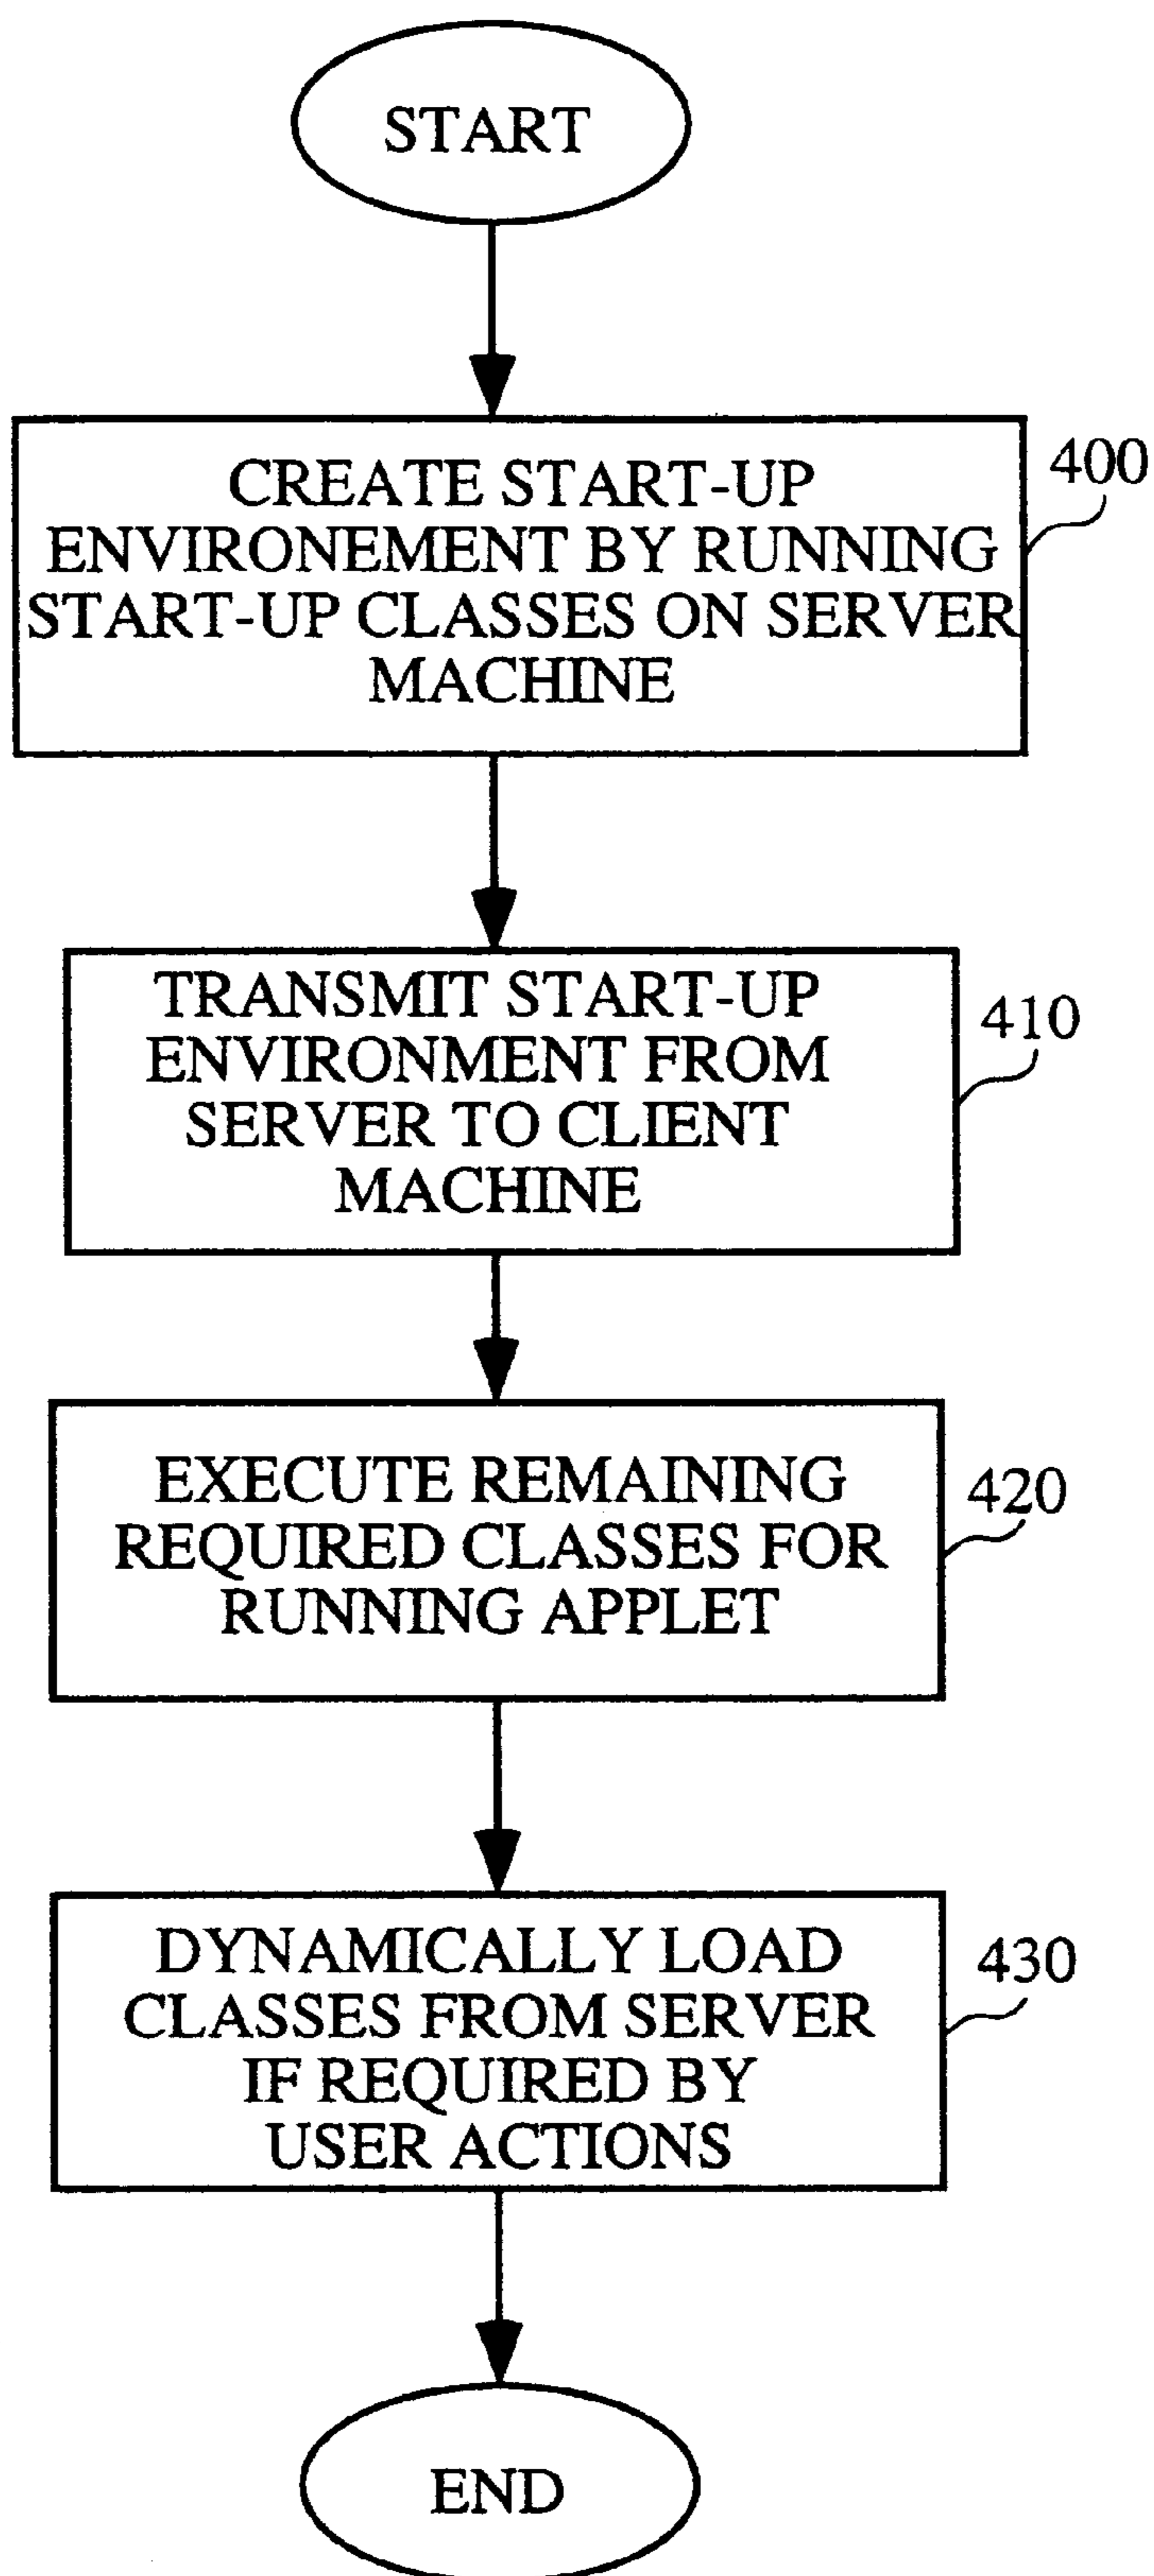 START
CREATE START-UP
ENVIRONEMENT BY RUNNING
START-UP CLASSES ON SERVER
MACHINE
400
TRANSMIT START-UP
ENVIRONMENT FROM
SERVER TO CLIENT
MACHINE
410
EXECUTE REMAINING
REQUIRED CLASSES FOR
RUNNING APPLET
420
DYNAMICALLY LOAD
CLASSES FROM SERVER
IF REQUIRED BY
USER ACTIONS
430
END